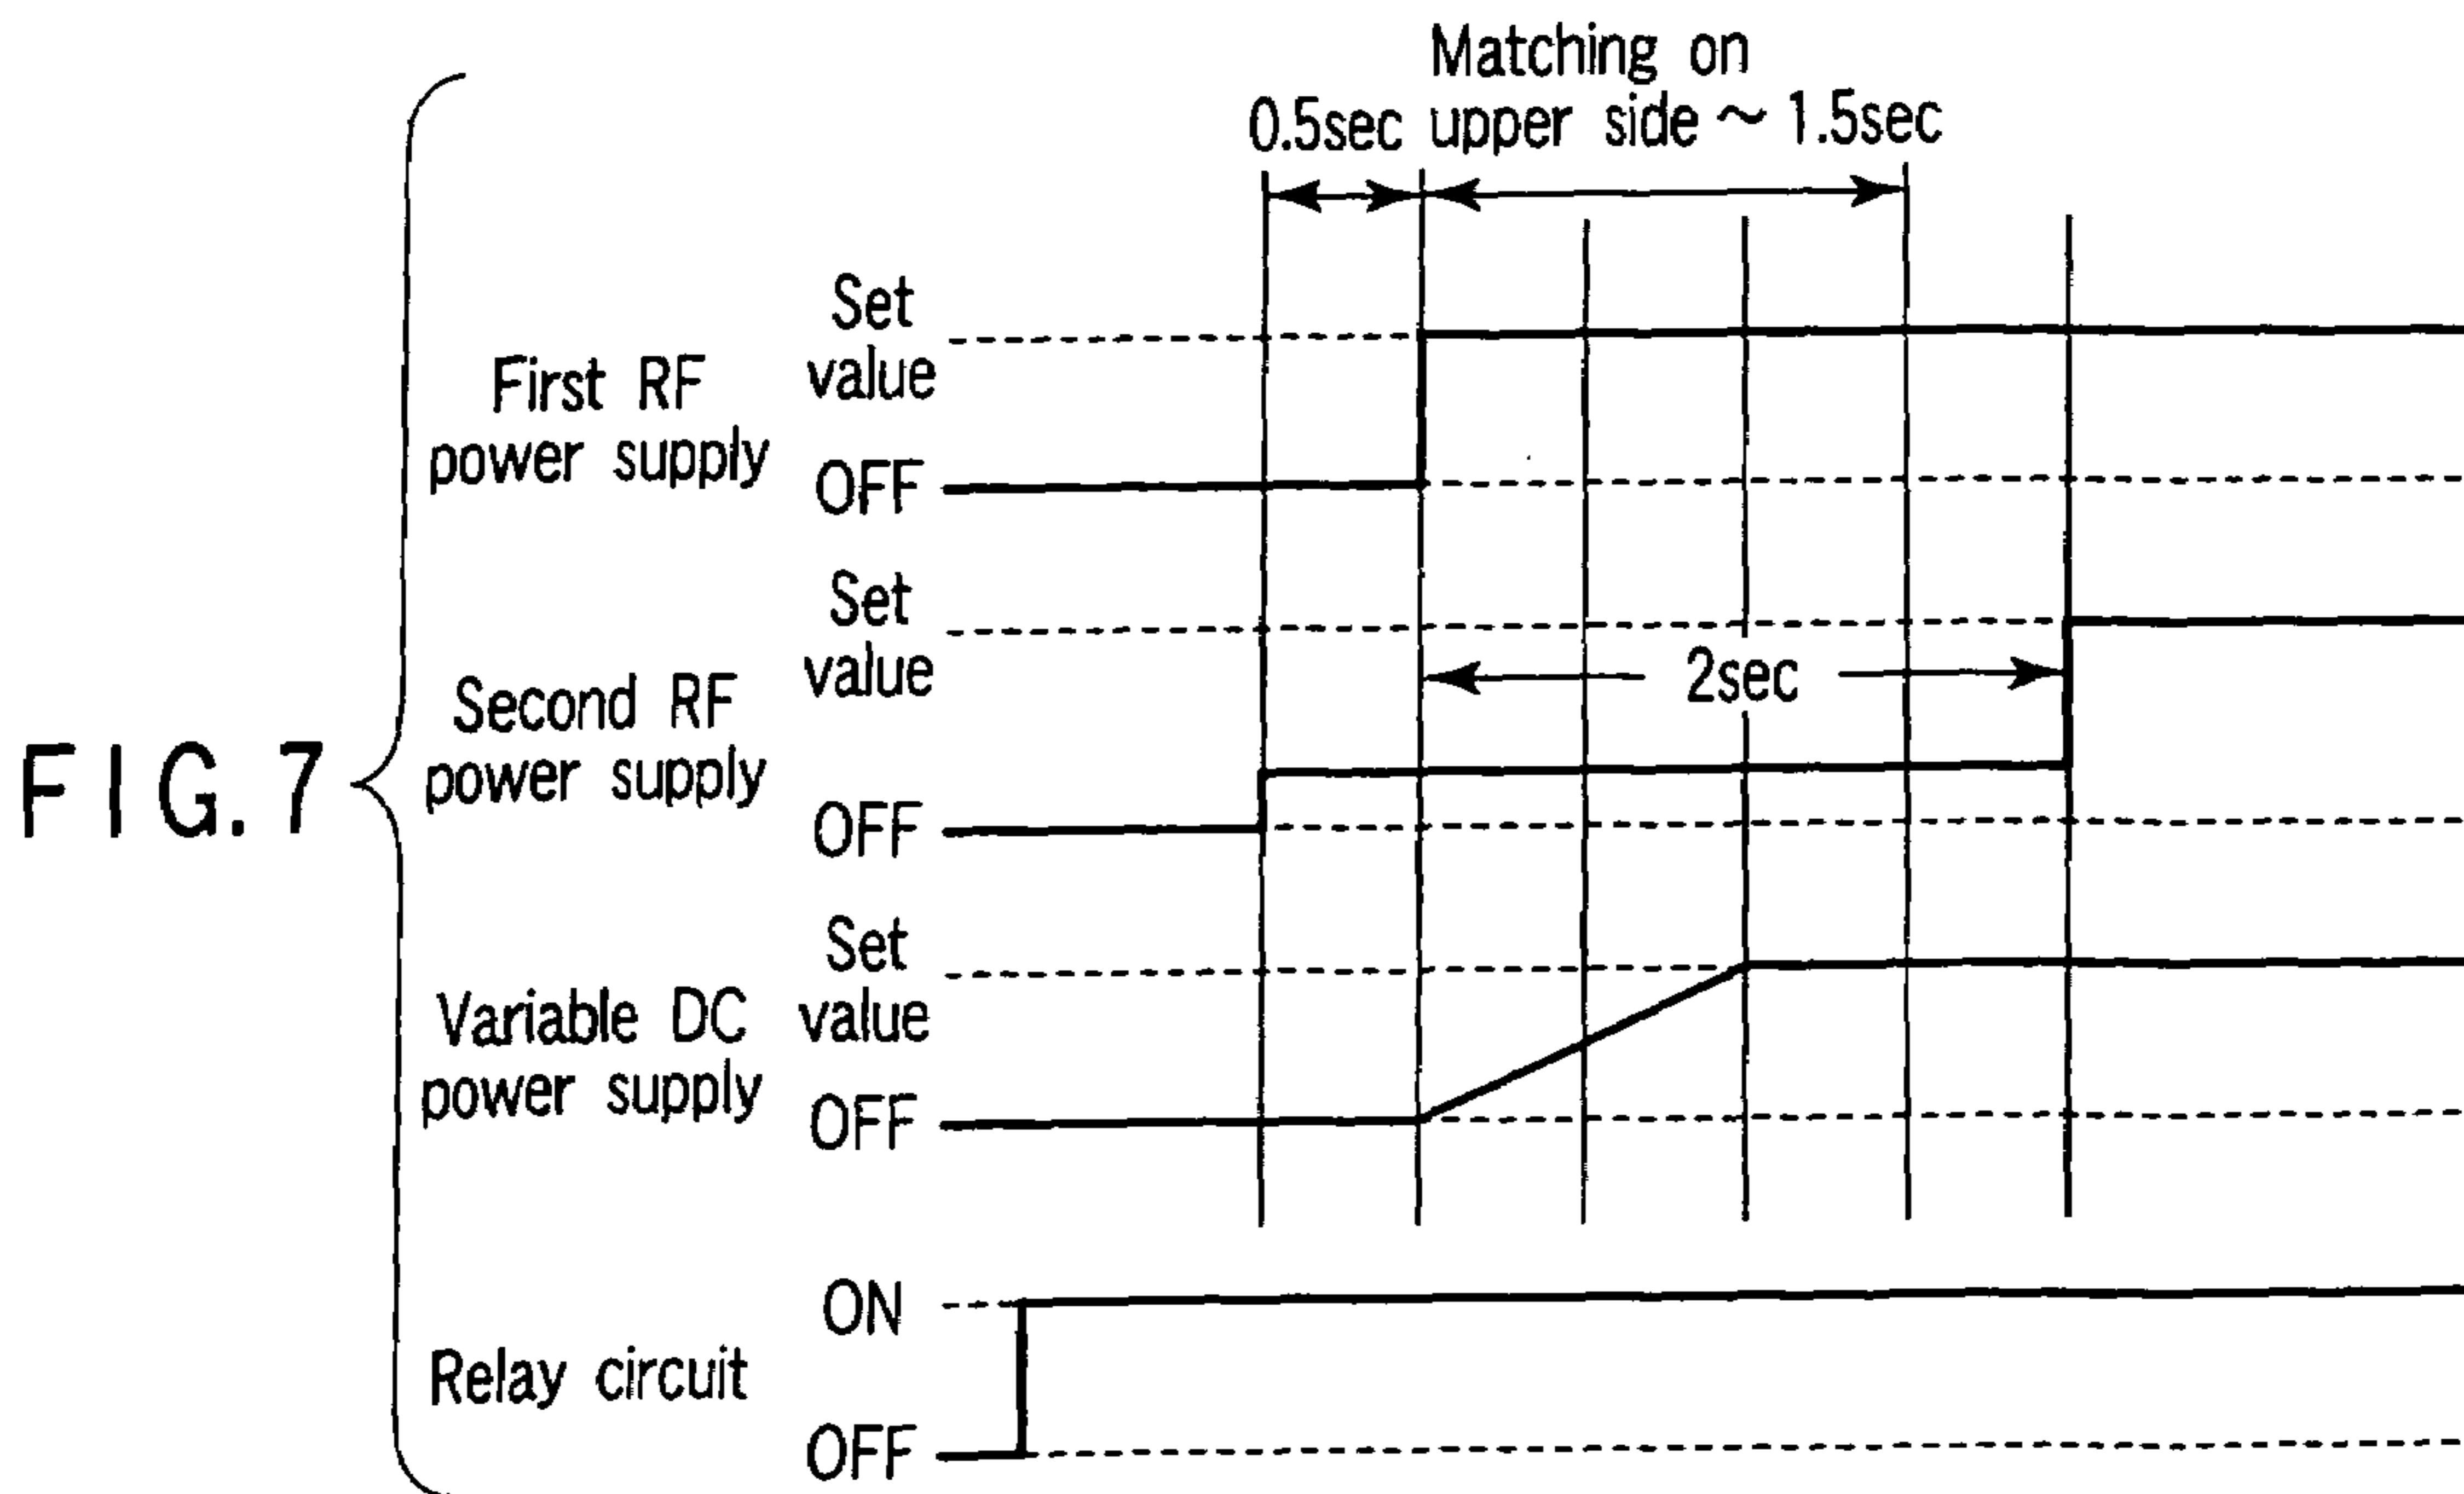 Matching on
0.5sec upper side ~ 1.5sec
Set
value
First RF
power supply
OFF
Set
value
2sec
Second RF
power supply
OFF
FIG. 7
Set
value
Variable DC
power supply
OFF
ON
Relay circuit
OFF